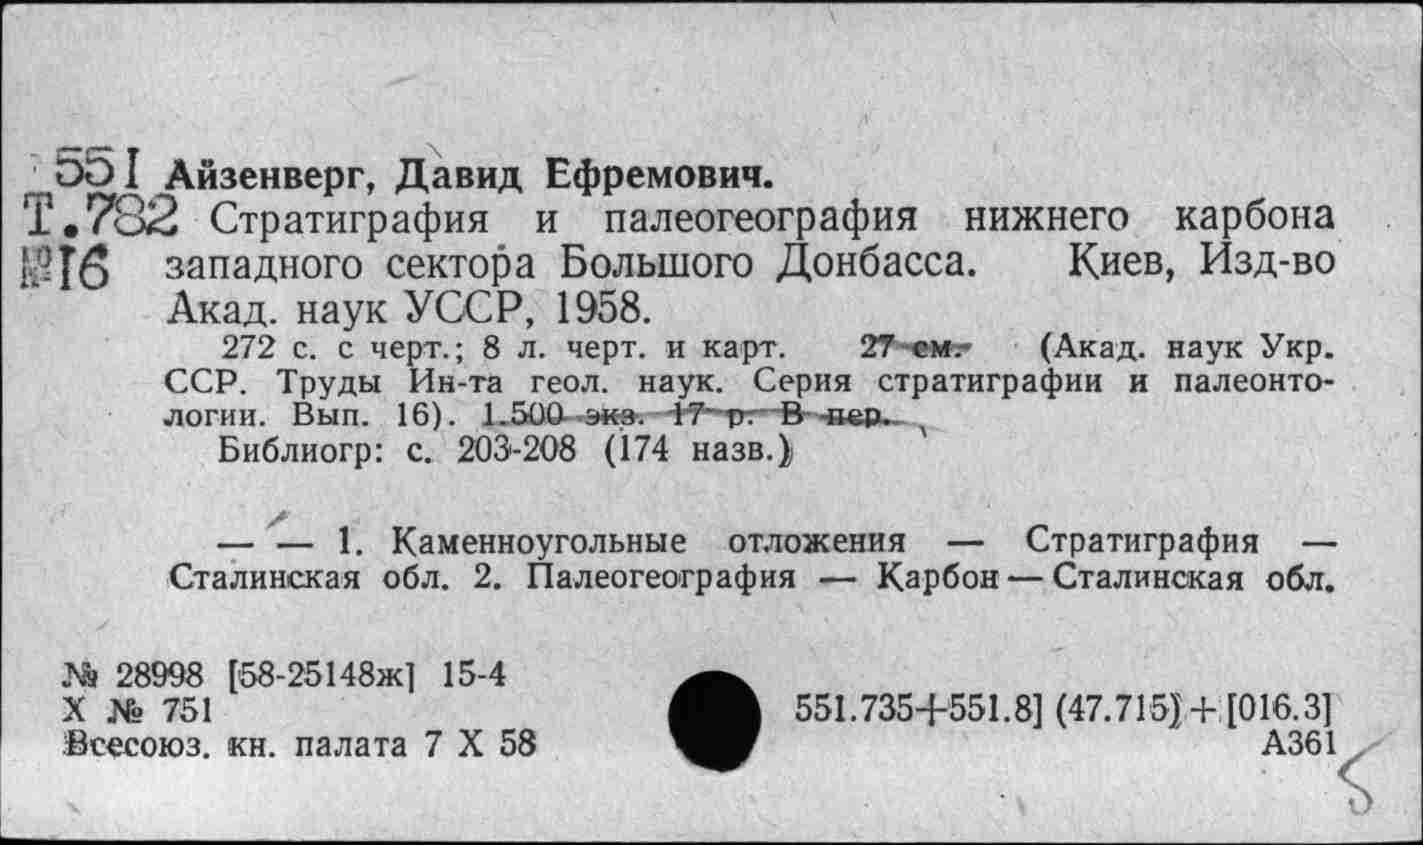 55I Айзенверг, Давид Ефремович.
Т.782 Стратиграфия и палеогеография нижнего карбона
№16 западного сектора Большого Донбасса. Киев, Изд-во
Акад. наук УССР, 1958.
272 с. с черт.; 8 л. черт. и карт. 27 см. (Акад. наук Укр.
ССР. Труды Ин-та геол. наук. Серия стратиграфии и палеонто-
логии. Вып. 16). 1.500 экз. 17 р. В пер.
Библиогр: с. 203-208 (174 назв.)
— — 1. Каменноугольные отложения — Стратиграфия —
Сталинская обл. 2. Палеогеография — Карбон — Сталинская обл.
№ 28998 [58-25148ж] 15-4
X № 751
551.735+551.8] (47.715) + [016.3]
Всесоюз. кн. палата 7 X 58
А361